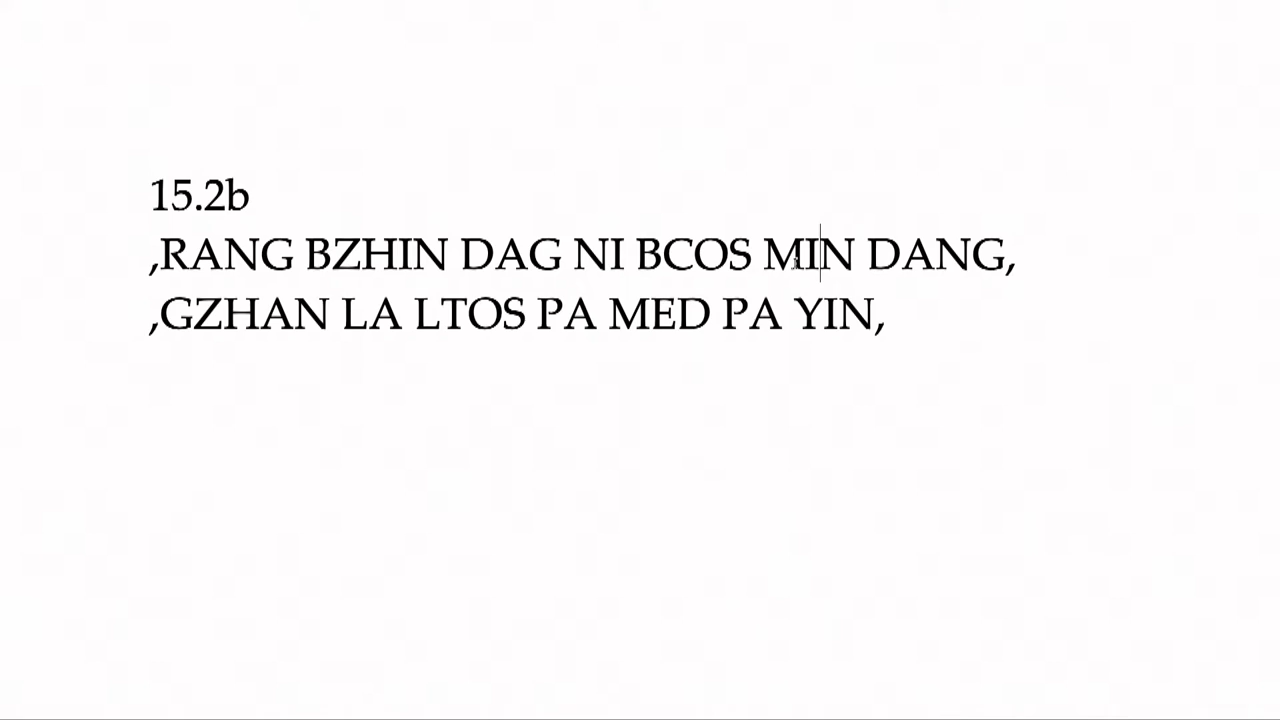 15.2b
,RANG BZHIN DAG NI BCOS MIN DANG,
,GZHAN LA LTOS PA MED PA YIN,